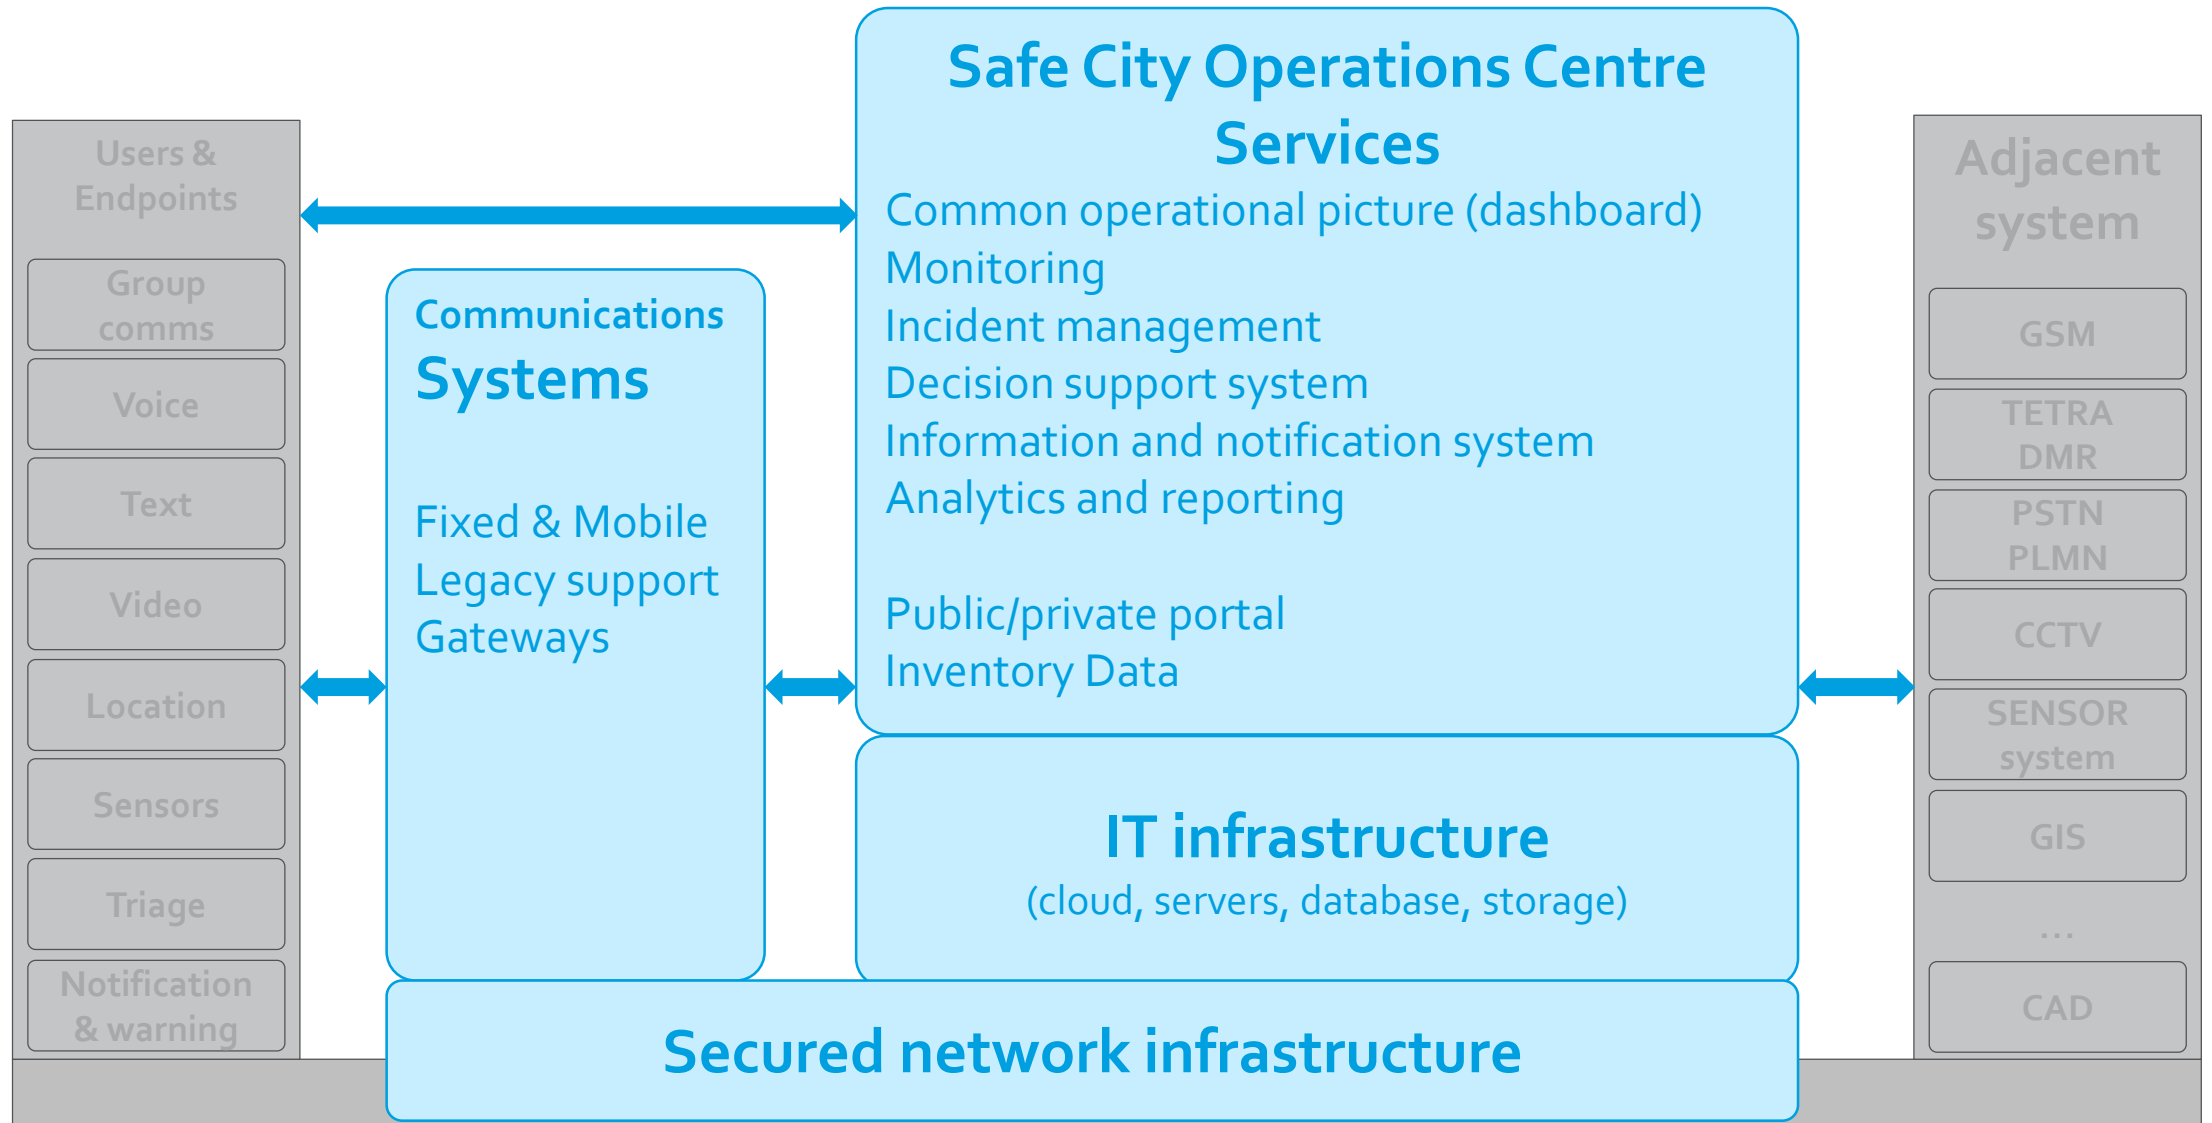 Safe City Operations Centre
Services
Common operational picture (dashboard)
Monitoring
Incident management
Decision support system
Information and notification system
Analytics and reporting
Public/private portal
Inventory Data
Users &
Endpoints
Group
comms
Voice
Text
Video
Location
Sensors
Triage
Notification
& warning
Communications
Systems
Fixed & Mobile
Legacy support
Gateways
IT infrastructure
(cloud, servers, database, storage)
Secured network infrastructure
Adjacent
system
GSM
TETRA
DMR
PSTN
PLMN
CCTV
SENSOR
system
GIS
...
CAD